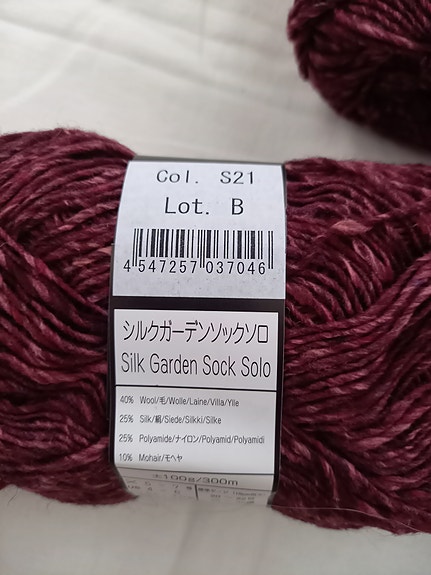 Col. S21
Lot. B
4 547257 037046
シルクガーデンソックソロ
Silk Garden Sock Solo
40% Wool/毛/Wolle/Laine/Villa/Ylle
25% Silk/絹/Siede/Silkki/Silke
25% Polyamide/ナイロン/Polyamid/Polyamidi
10% Mohair/モヘヤ
100g/300m